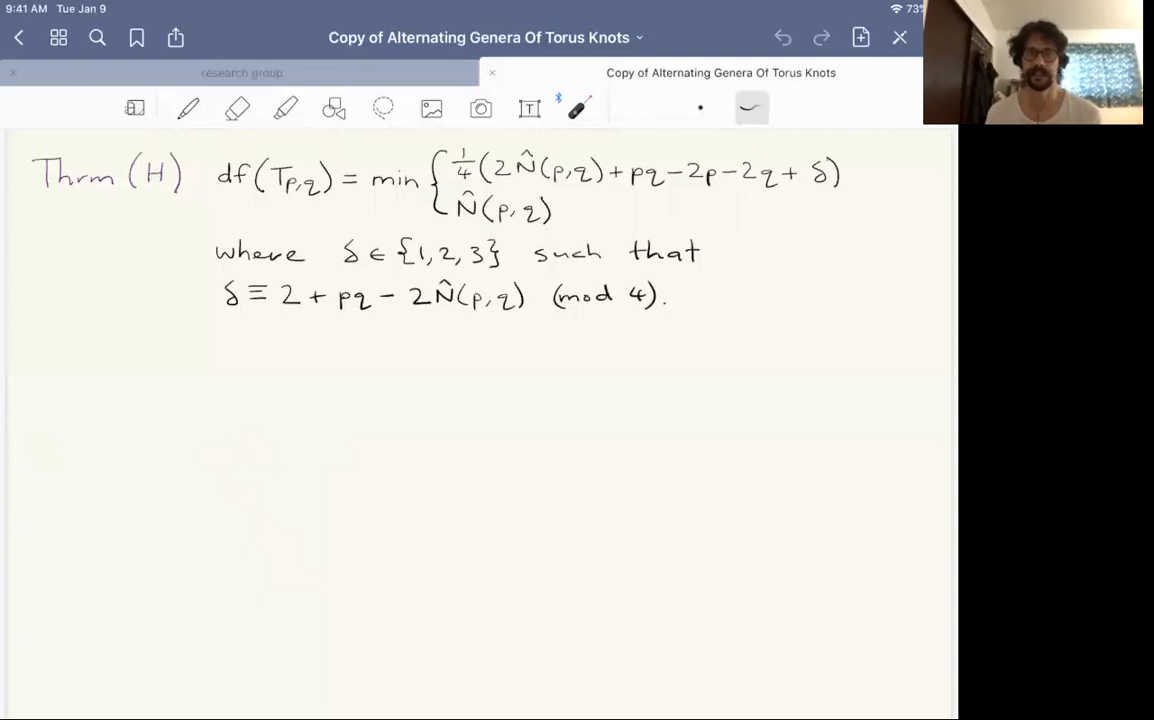 9:41 AM Tue Jan 9
73%
Copy of Alternating Genera Of Torus Knots
research group
Copy of Alternating Genera Of Torus Knots
T
Thrm (H) df(T_{p,q}) = min { 1/4 (2N̂(p,q) + pq - 2p - 2q + δ)
N̂(p,q)
where δ ∈ {1, 2, 3} such that
δ ≡ 2 + pq - 2N̂(p,q) (mod 4).